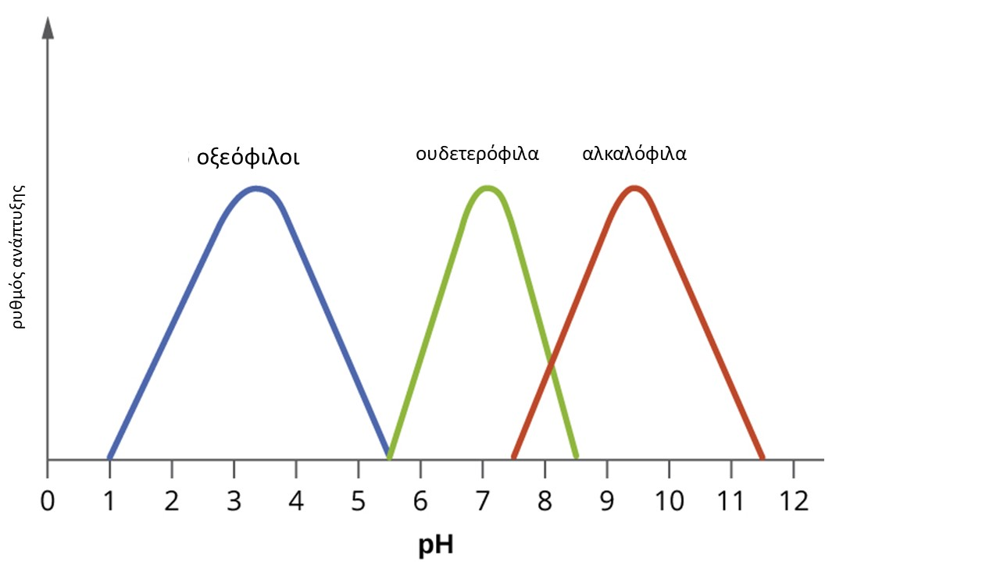 οξεόφιλοι
ουδετερόφιλα
αλκαλόφιλα
ρυθμός ανάπτυξης
0 1 2 3 4 5 6 7 8 9 10 11 12
pH